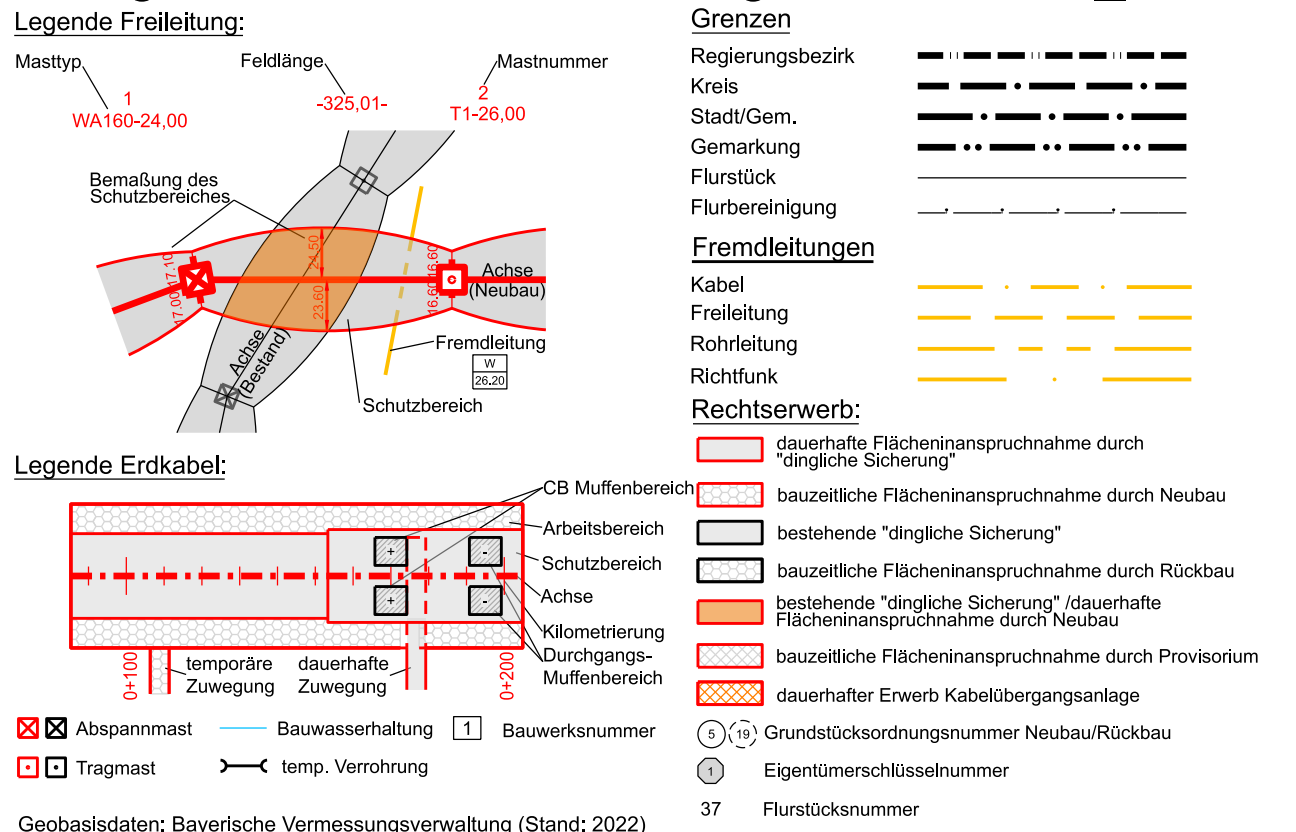 Legende Freileitung:
Masttyp
Feldlänge
Mastnummer
1
WA160-24,00
-325,01-
2
T1-26,00
Bemaßung des
Schutzbereiches
17.10
17.00
24.50
23.60
16.60
16.60
Achse
(Neubau)
Achse
(Bestand)
Fremdleitung
W
26.20
Schutzbereich
Legende Erdkabel:
CB Muffenbereich
Arbeitsbereich
Schutzbereich
Achse
Kilometrierung
Durchgangs-
Muffenbereich
+
-
+
-
0+100
temporäre
Zuwegung
dauerhafte
Zuwegung
0+200
Abspannmast
Bauwasserhaltung
1
Bauwerksnummer
Tragmast
temp. Verrohrung
Geobasisdaten: Bayerische Vermessungsverwaltung (Stand: 2022)
Grenzen
Regierungsbezirk
Kreis
Stadt/Gem.
Gemarkung
Flurstück
Flurbereinigung
Fremdleitungen
Kabel
Freileitung
Rohrleitung
Richtfunk
Rechtserwerb:
dauerhafte Flächeninanspruchnahme durch
"dingliche Sicherung"
bauzeitliche Flächeninanspruchnahme durch Neubau
bestehende "dingliche Sicherung"
bauzeitliche Flächeninanspruchnahme durch Rückbau
bestehende "dingliche Sicherung" /dauerhafte
Flächeninanspruchnahme durch Neubau
bauzeitliche Flächeninanspruchnahme durch Provisorium
dauerhafter Erwerb Kabelübergangsanlage
5 19 Grundstücksordnungsnummer Neubau/Rückbau
1 Eigentümerschlüsselnummer
37 Flurstücksnummer